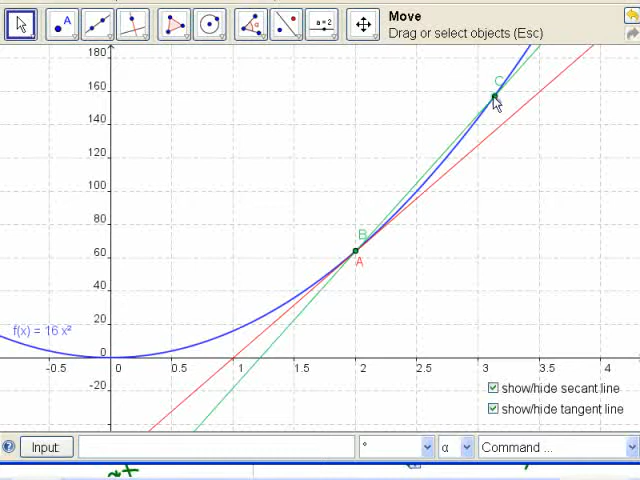 A
a=2
Move
Drag or select objects (Esc)
180
160
140
120
100
80
60
40
20
0
-20
-0.5
0
0.5
1
1.5
2
2.5
3
3.5
4
C
B
A
f(x) = 16 x²
show/hide secant line
show/hide tangent line
Input:
°
α
Command ...